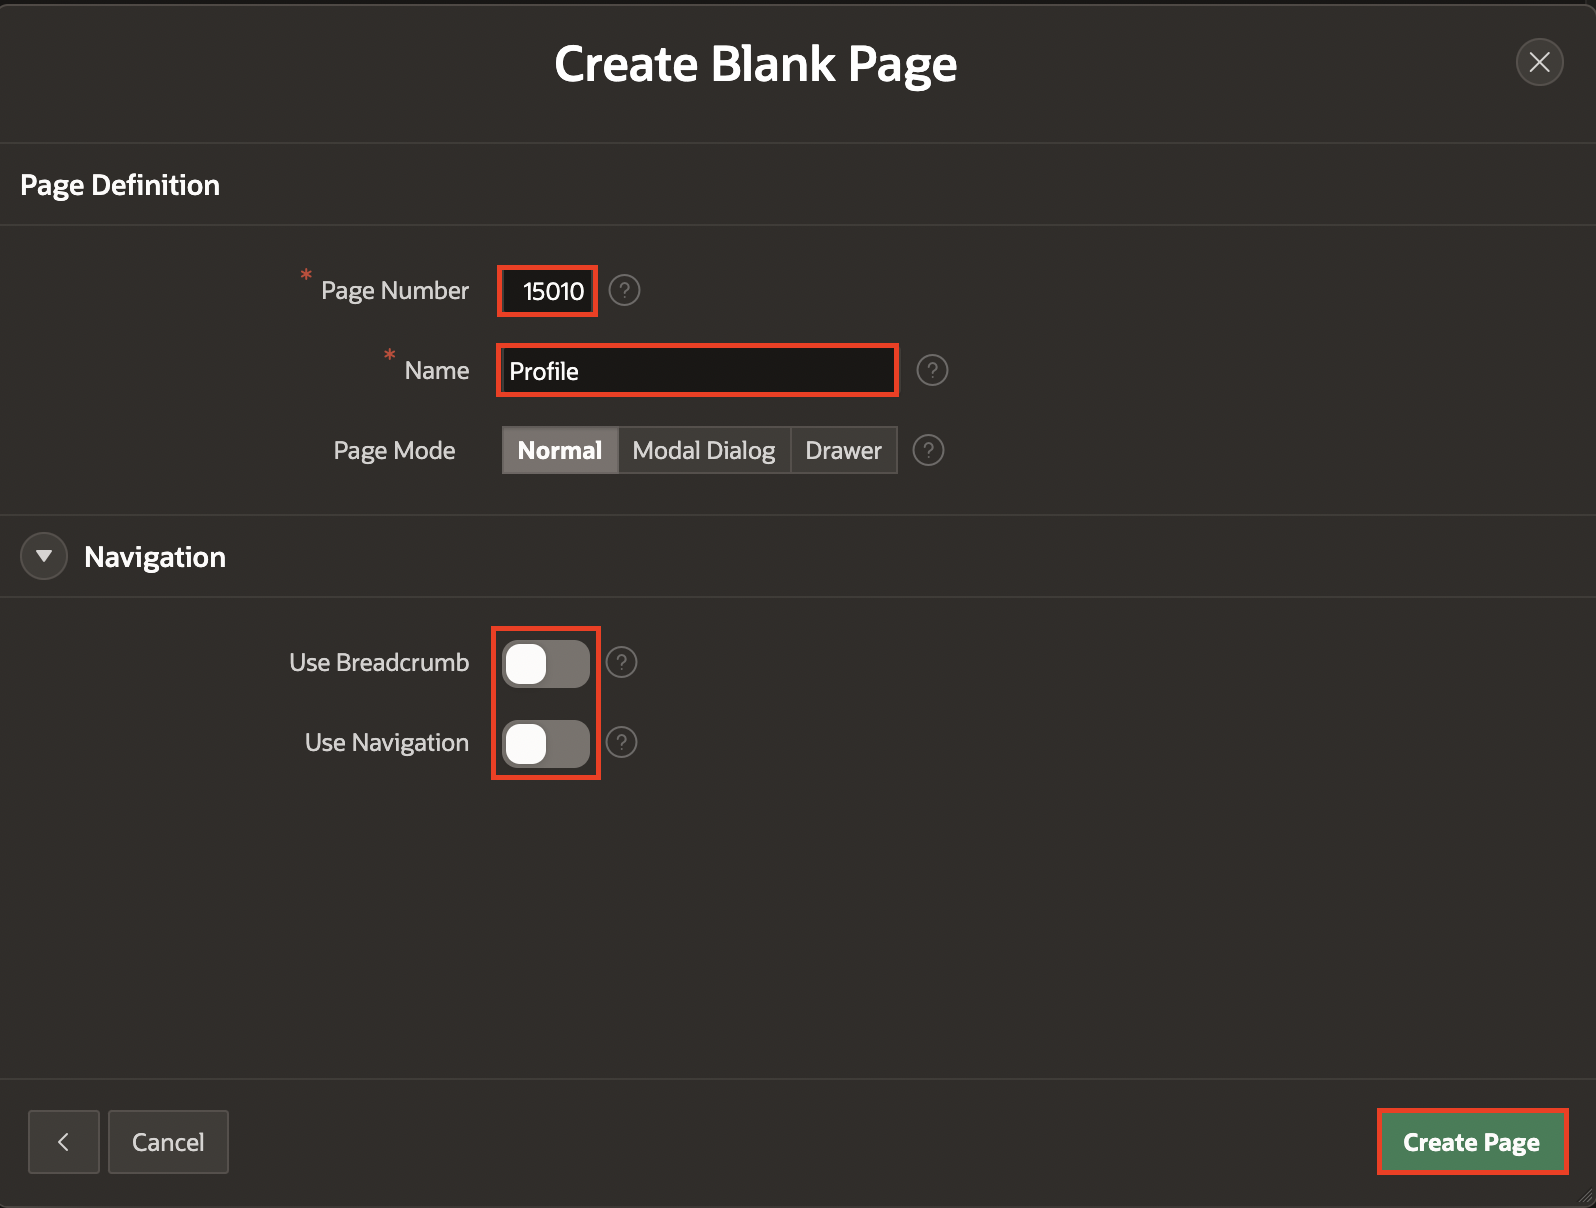 Create Blank Page
Page Definition
* Page Number 15010 ?
* Name Profile ?
Page Mode Normal Modal Dialog Drawer ?
Navigation
Use Breadcrumb ?
Use Navigation ?
Cancel Create Page